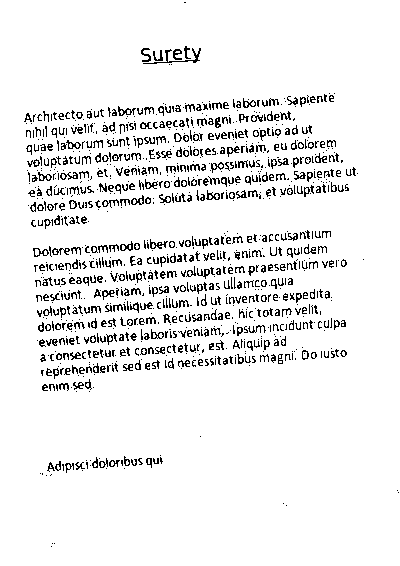 Surety
Architecto aut laborum quia maxime laborum. Sapiente
nihil qui velit, ad nisi occaecati magni. Provident,
quae laborum sunt ipsum. Dolor eveniet optio ad ut
voluptatum dolorum. Esse dolores aperiam, eu dolorem
laboriosam, et. Veniam, minima possimus, ipsa proident,
ea ducimus. Neque libero doloremque quidem. Sapiente ut
dolore Duis commodo. Soluta laboriosam, et voluptatibus
cupiditate.
Dolorem commodo libero voluptatem et accusantium
reiciendis cillum. Ea cupidatat velit, enim. Ut quidem
natus eaque. Voluptatem voluptatem praesentium vero
nesciunt. Aperiam, ipsa voluptas ullamco quia
voluptatum similique cillum. Id ut inventore expedita,
dolorem id est Lorem. Recusandae. Hic totam velit,
eveniet voluptate laboris veniam, ipsum incidunt culpa
a consectetur et consectetur, est. Aliquip ad
reprehenderit sed est id necessitatibus magni. Do iusto
enim sed.
Adipisci doloribus qui